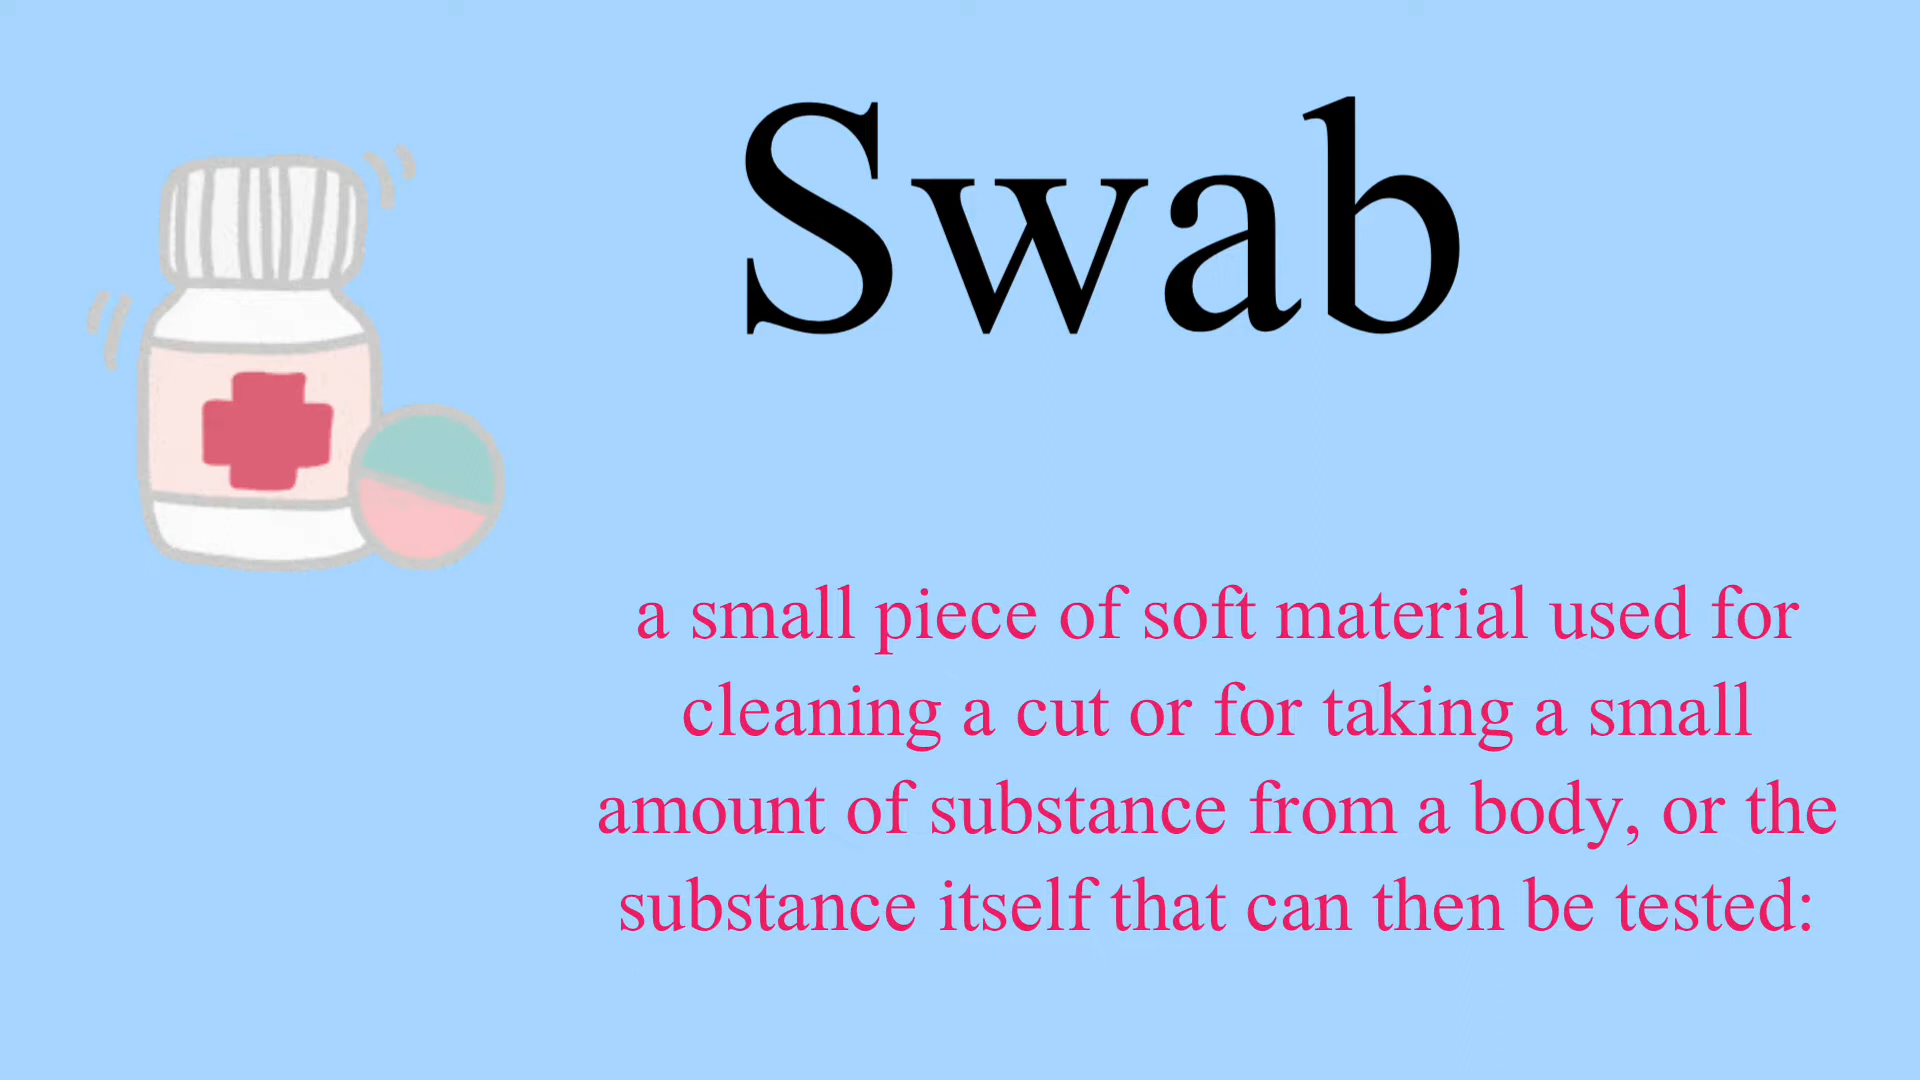 Swab
a small piece of soft material used for
cleaning a cut or for taking a small
amount of substance from a body, or the
substance itself that can then be tested: